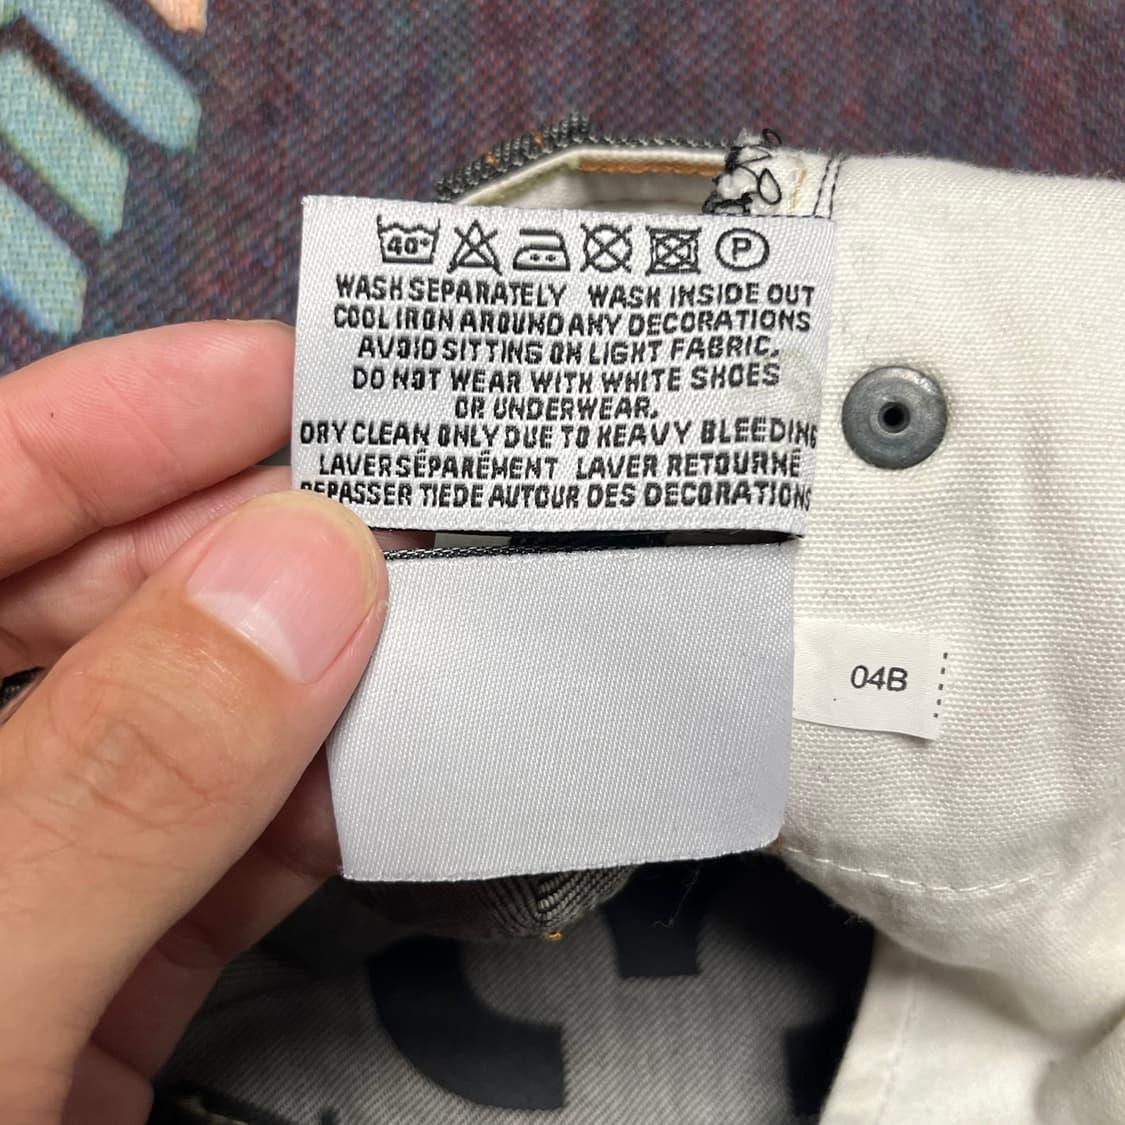 40°
P
WASH SEPARATELY WASH INSIDE OUT
COOL IRON AROUND ANY DECORATIONS
AVOID SITTING ON LIGHT FABRIC.
DO NOT WEAR WITH WHITE SHOES
OR UNDERWEAR.
DRY CLEAN ONLY DUE TO HEAVY BLEEDING
LAVER SÉPARÉMENT LAVER RETOURNÉ
REPASSER TIEDE AUTOUR DES DECORATIONS
04B